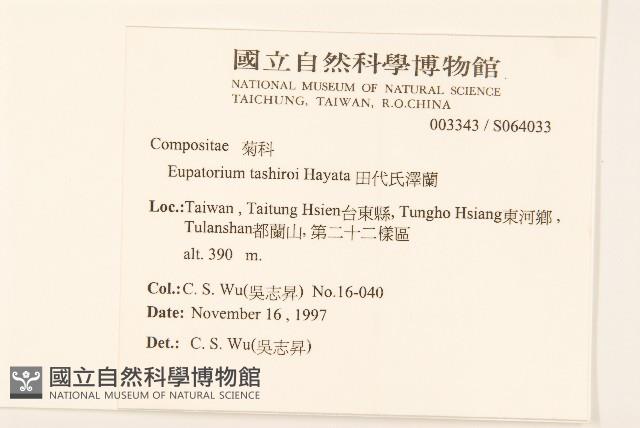 國立自然科學博物館
NATIONAL MUSEUM OF NATURAL SCIENCE
TAICHUNG, TAIWAN, R.O.CHINA
003343 / S064033
Compositae 菊科
Eupatorium tashiroi Hayata 田代氏澤蘭
Loc.:Taiwan , Taitung Hsien台東縣, Tungho Hsiang東河鄉 ,
Tulanshan都蘭山, 第二十二樣區
alt. 390 m.
Col.: C. S. Wu(吳志昇) No.16-040
Date: November 16 , 1997
Det.: C. S. Wu(吳志昇)
國立自然科學博物館
NATIONAL MUSEUM OF NATURAL SCIENCE